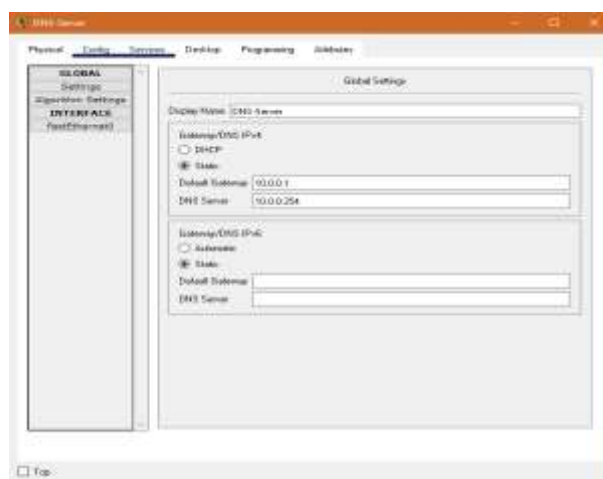 DNS Server
Physical Config Services Desktop Programming Attributes
GLOBAL
Settings
Algorithm Settings
INTERFACE
FastEthernet0
Global Settings
Display Name DNS Server
Gateway/DNS IPv4
DHCP
Static
Default Gateway 10.0.0.1
DNS Server 10.0.0.254
Gateway/DNS IPv6
Automatic
Static
Default Gateway
DNS Server
Top